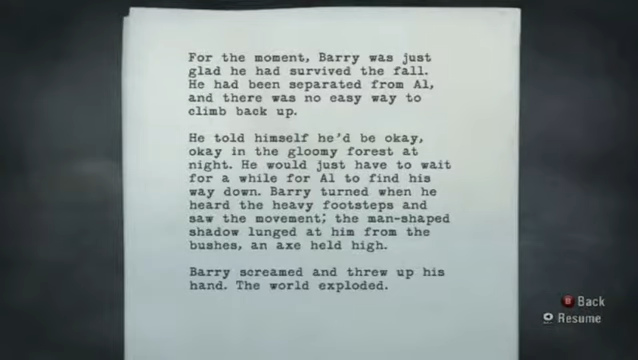 For the moment, Barry was just
glad he had survived the fall.
He had been separated from Al,
and there was no easy way to
climb back up.
He told himself he'd be okay,
okay in the gloomy forest at
night. He would just have to wait
for a while for Al to find his
way down. Barry turned when he
heard the heavy footsteps and
saw the movement; the man-shaped
shadow lunged at him from the
bushes, an axe held high.
Barry screamed and threw up his
hand. The world exploded.
Back
Resume